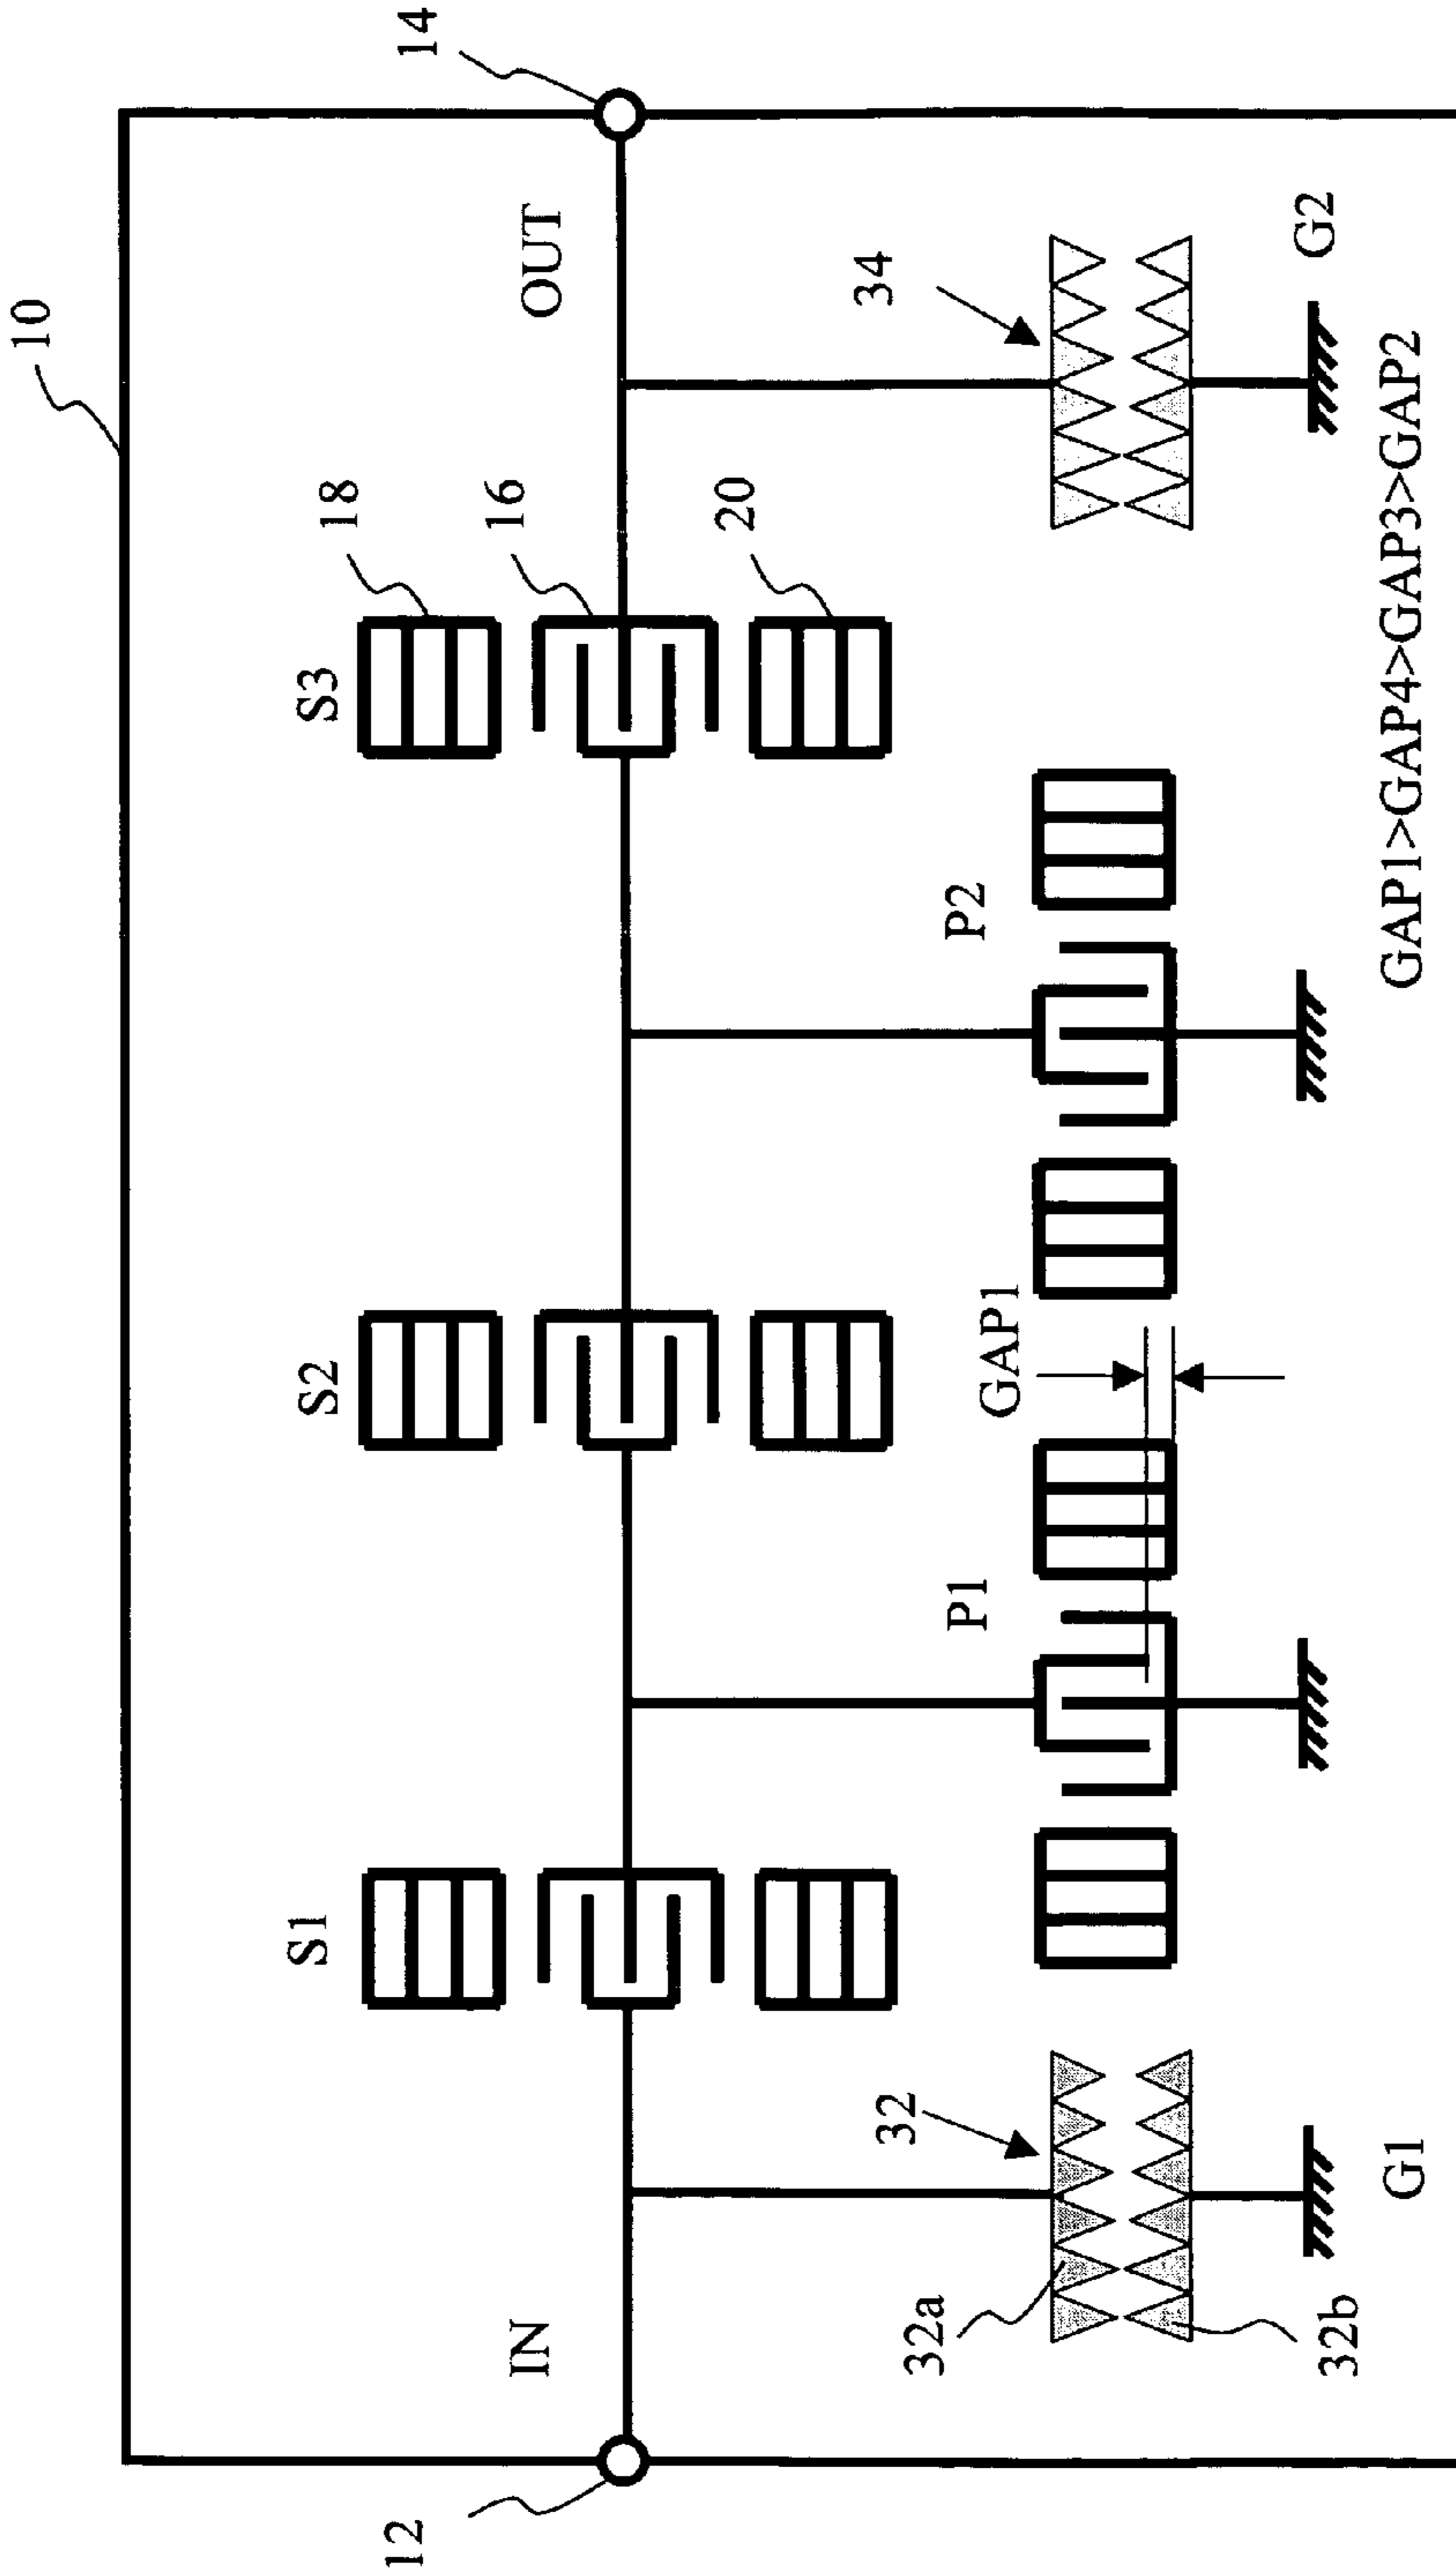 10
14
OUT
18
16
20
S3
S2
S1
IN
12
34
G2
P2
GAP1
P1
32
32a
32b
G1
GAP1>GAP4>GAP3>GAP2